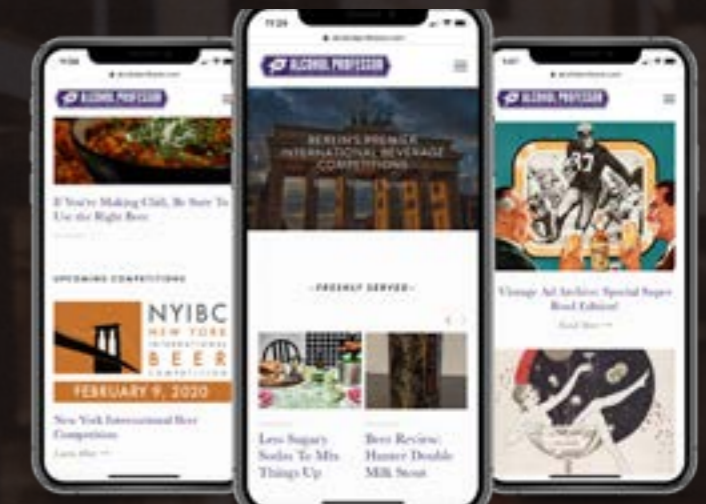 ALCOHOL PROFESSOR
If You're Making Chili, Be Sure To
Use the Right Beer
UPCOMING COMPETITIONS
NYIBC
NEW YORK
INTERNATIONAL
BEER
COMPETITION
FEBRUARY 9, 2020
New York International Beer
Competition
Learn More
ALCOHOL PROFESSOR
BERLIN'S PREMIER
INTERNATIONAL BEVERAGE
COMPETITIONS
-FRESHLY SERVED-
Less Sugary
Sodas To Mix
Things Up
Beer Review:
Hunter Double
Milk Stout
ALCOHOL PROFESSOR
37
Vintage Ad Archive: Special Super
Bowl Edition!
Read More